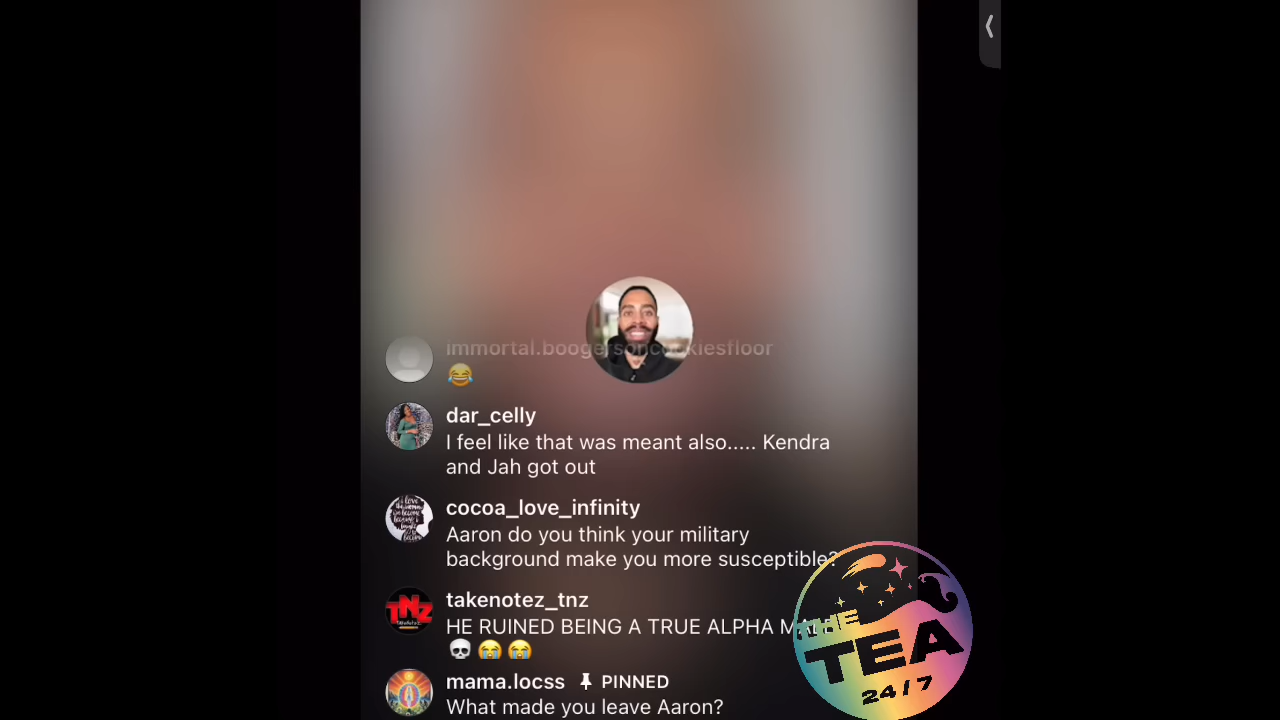 immortal.boogersoncookiesfloor
😂
dar_celly
I feel like that was meant also..... Kendra
and Jah got out
cocoa_love_infinity
Aaron do you think your military
background make you more susceptible?
TNZ
takenotez_tnz
HE RUINED BEING A TRUE ALPHA
💀 😭 😭
mama.locss PINNED
What made you leave Aaron?
THE
TEA
24/7